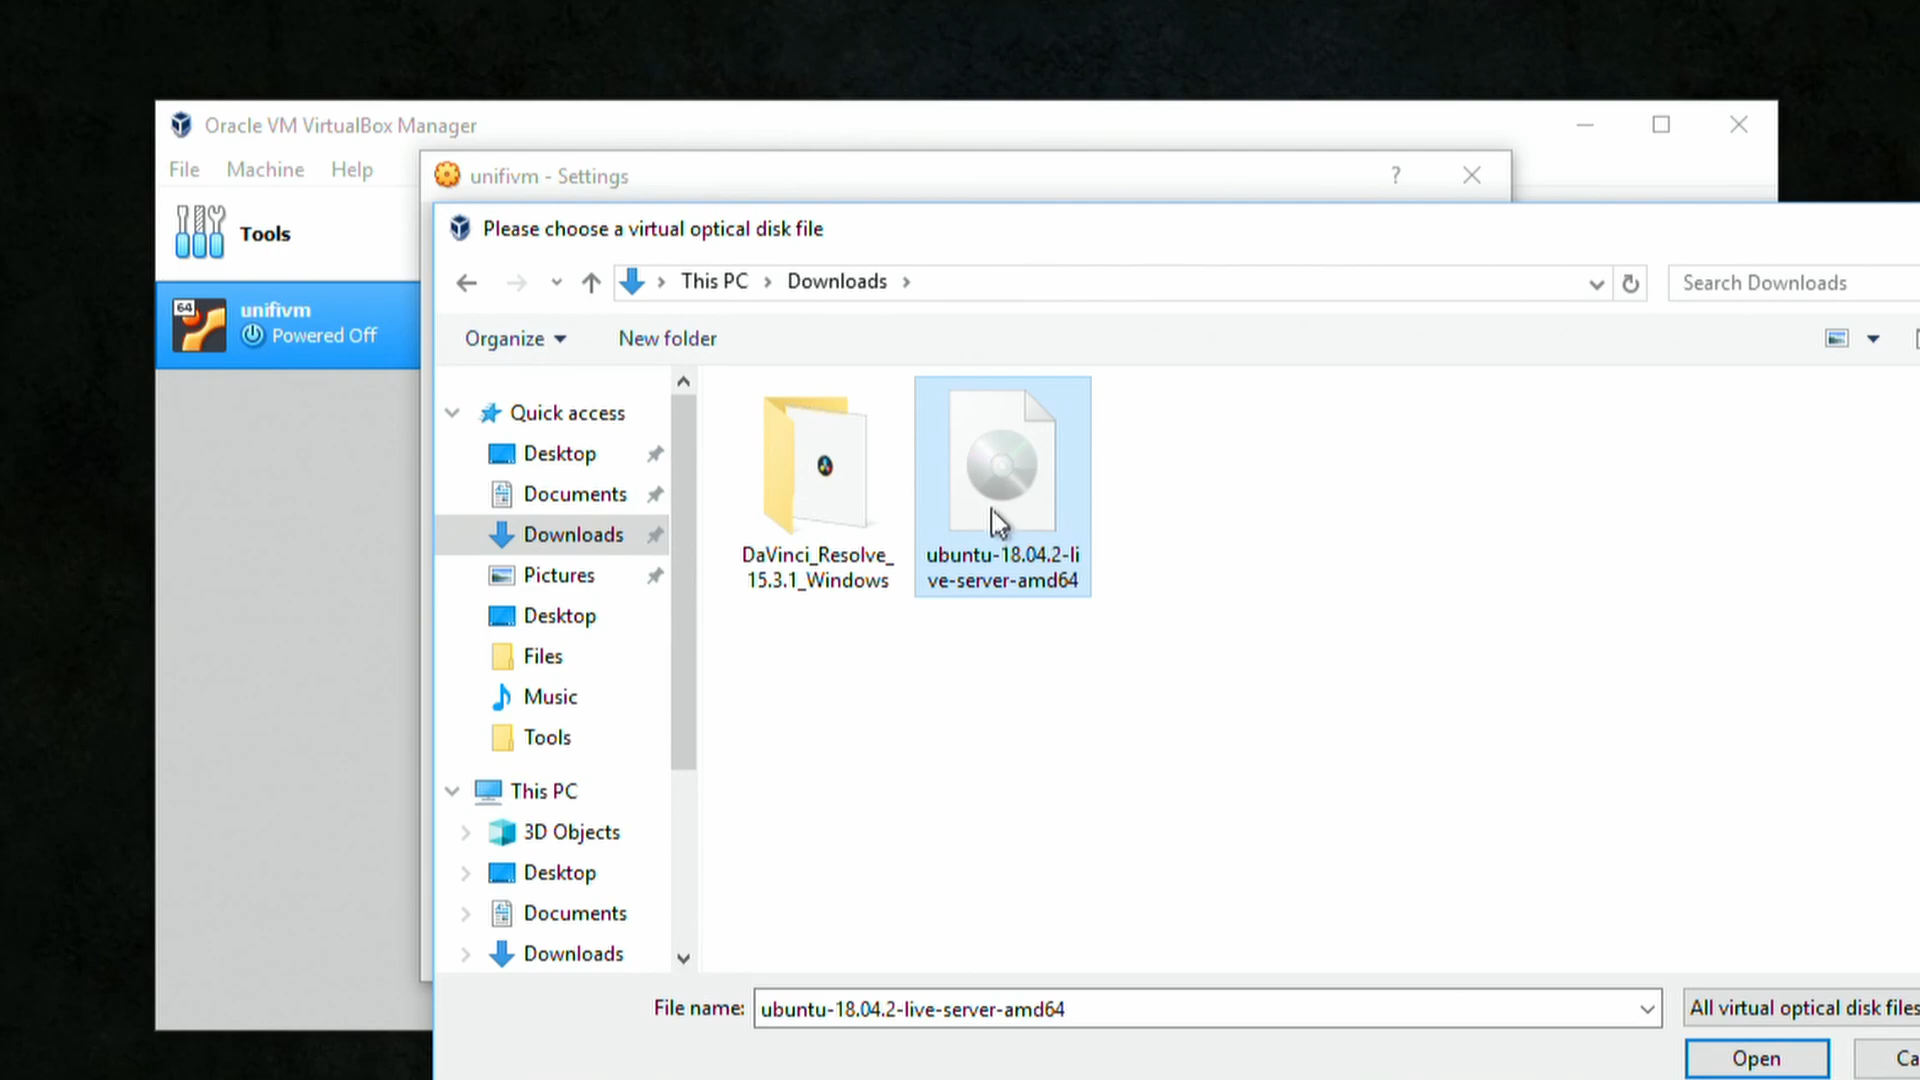 Oracle VM VirtualBox Manager
File Machine Help
unifivm - Settings
?
Tools
Please choose a virtual optical disk file
This PC
Downloads
Search Downloads
64
unifivm
Powered Off
Organize
New folder
Quick access
Desktop
Documents
Downloads
Pictures
Desktop
Files
Music
Tools
This PC
3D Objects
Desktop
Documents
Downloads
DaVinci_Resolve_
15.3.1_Windows
ubuntu-18.04.2-li
ve-server-amd64
File name:
ubuntu-18.04.2-live-server-amd64
All virtual optical disk files
Open
Ca